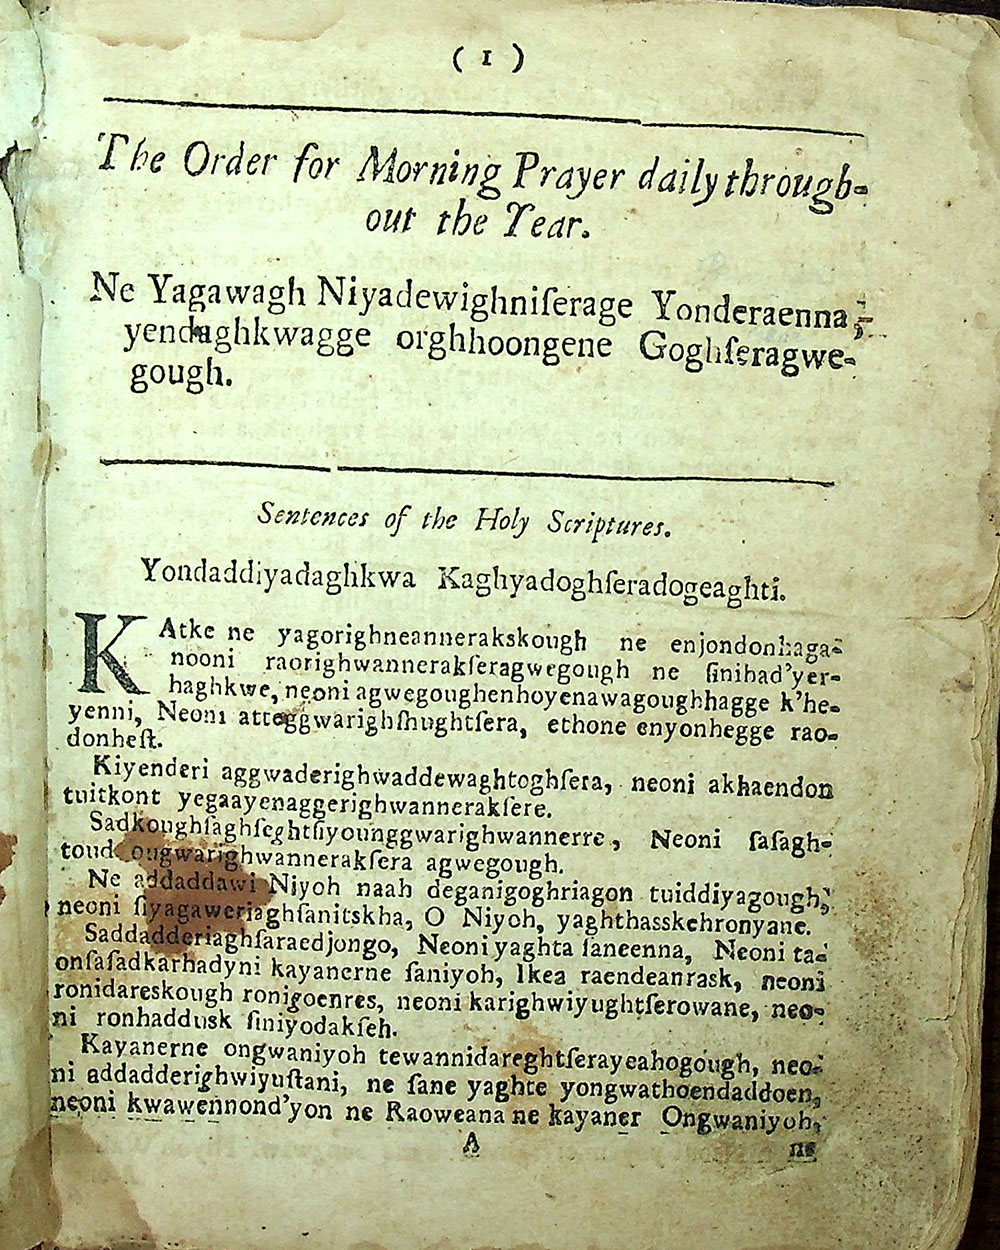 ( 1 )
The Order for Morning Prayer daily through-
out the Year.
Ne Yagawagh Niyadewighniſerage Yonderaenna,-
yendaghkwagge orghhoongene Goghſeragwe-
gough.
Sentences of the Holy Scriptures.
Yondaddiyadaghkwa Kaghyadoghſeradogeaghti.
KAtke ne yagorighneannerakskough ne enjondonhaga-
nooni raorighwannerakſeragwegough ne ſinihad'yer-
haghkwe, neoni agwegoughenhoyenawagoughhagge k'he-
yenni, Neoni atteggwarighſhughtſera, ethone enyonhegge rao-
donheſt.
Kiyenderi aggwaderighwaddewaghtoghſera, neoni akhaendon
tuitkont yegaayenaggerighwannerakſere.
Sadkoughſaghſeghtſiyounggwarighwannerre, Neoni ſaſagh-
toud ougwarighwannerakſera agwegough.
Ne addaddawi Niyoh naah deganigoghriagon tuiddiyagough,
neoni ſiyagaweriaghſanitskha, O Niyoh, yaghthasskehronyane.
Saddadderiaghſaraedjongo, Neoni yaghta ſaneenna, Neoni ta-
onſaſadkarhadyni kayanerne ſaniyoh, Ikea raendeanrask, neoni
ronidareskough ronigoenres, neoni karighwiyughtſerowane, neo-
ni ronhaddusk ſiniyodakſeh.
Kayanerne ongwaniyoh tewannidareghtſerayeahogough, neo-
ni addadderighwiyuſtani, ne ſane yaghte yongwathoendaddoen,
neoni kwawennond'yon ne Raoweana ne kayaner Ongwaniyoh,
A ne